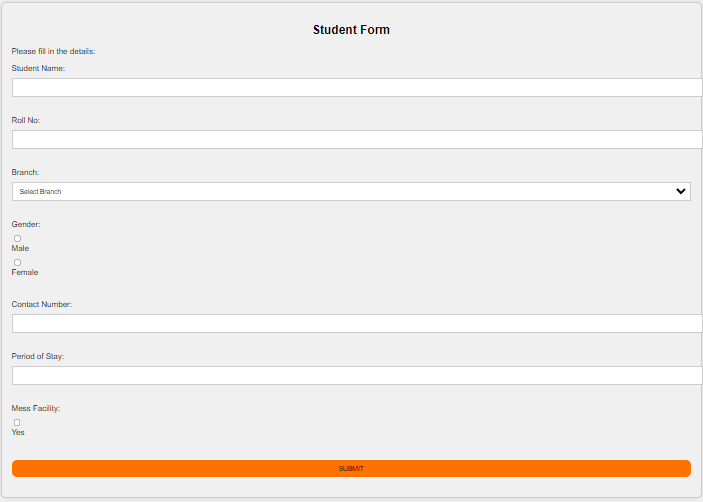 Student Form
Please fill in the details:
Student Name:
Roll No:
Branch:
Select Branch
Gender:
Male
Female
Contact Number:
Period of Stay:
Mess Facility:
Yes
SUBMIT